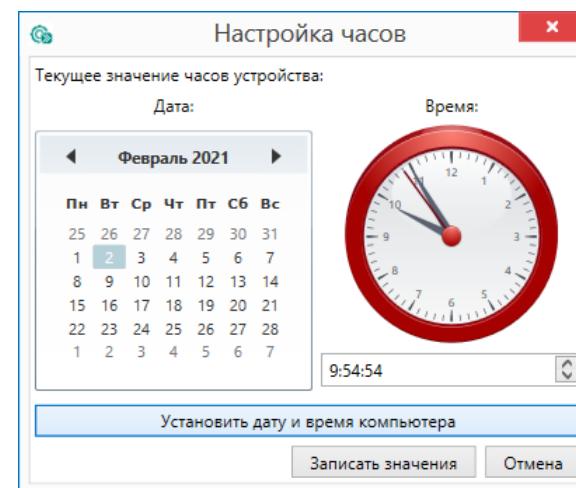 Настройка часов
Текущее значение часов устройства:
Дата:
Время:
Февраль 2021
Пн Вт Ср Чт Пт Сб Вс
25 26 27 28 29 30 31
1 2 3 4 5 6 7
8 9 10 11 12 13 14
15 16 17 18 19 20 21
22 23 24 25 26 27 28
1 2 3 4 5 6 7
12
11 1
10 2
9 3
8 4
7 6 5
9:54:54
Установить дату и время компьютера
Записать значения Отмена